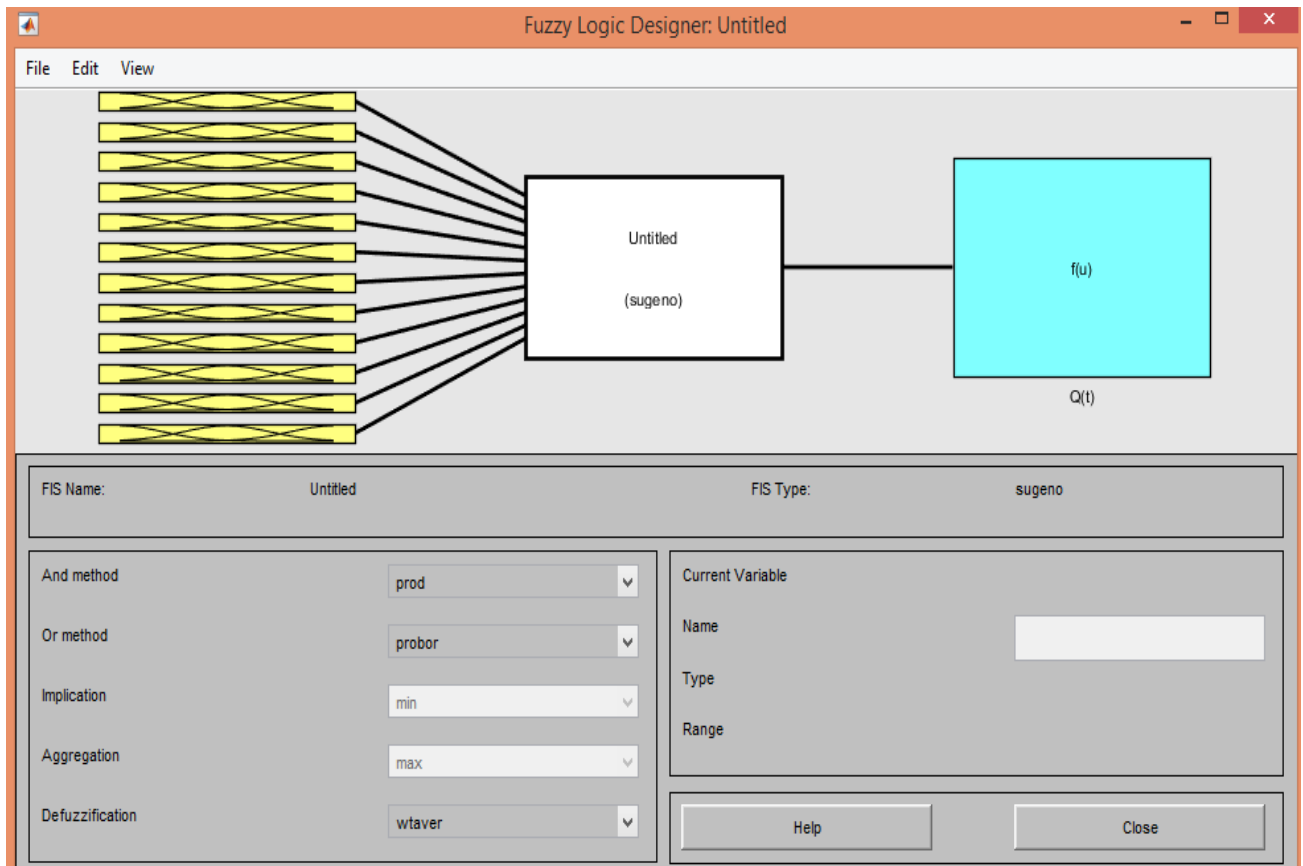 Fuzzy Logic Designer: Untitled
File Edit View
Untitled
(sugeno)
f(u)
Q(t)
FIS Name: Untitled FIS Type: sugeno
And method prod
Or method probor
Implication min
Aggregation max
Defuzzification wtaver
Current Variable
Name
Type
Range
Help Close